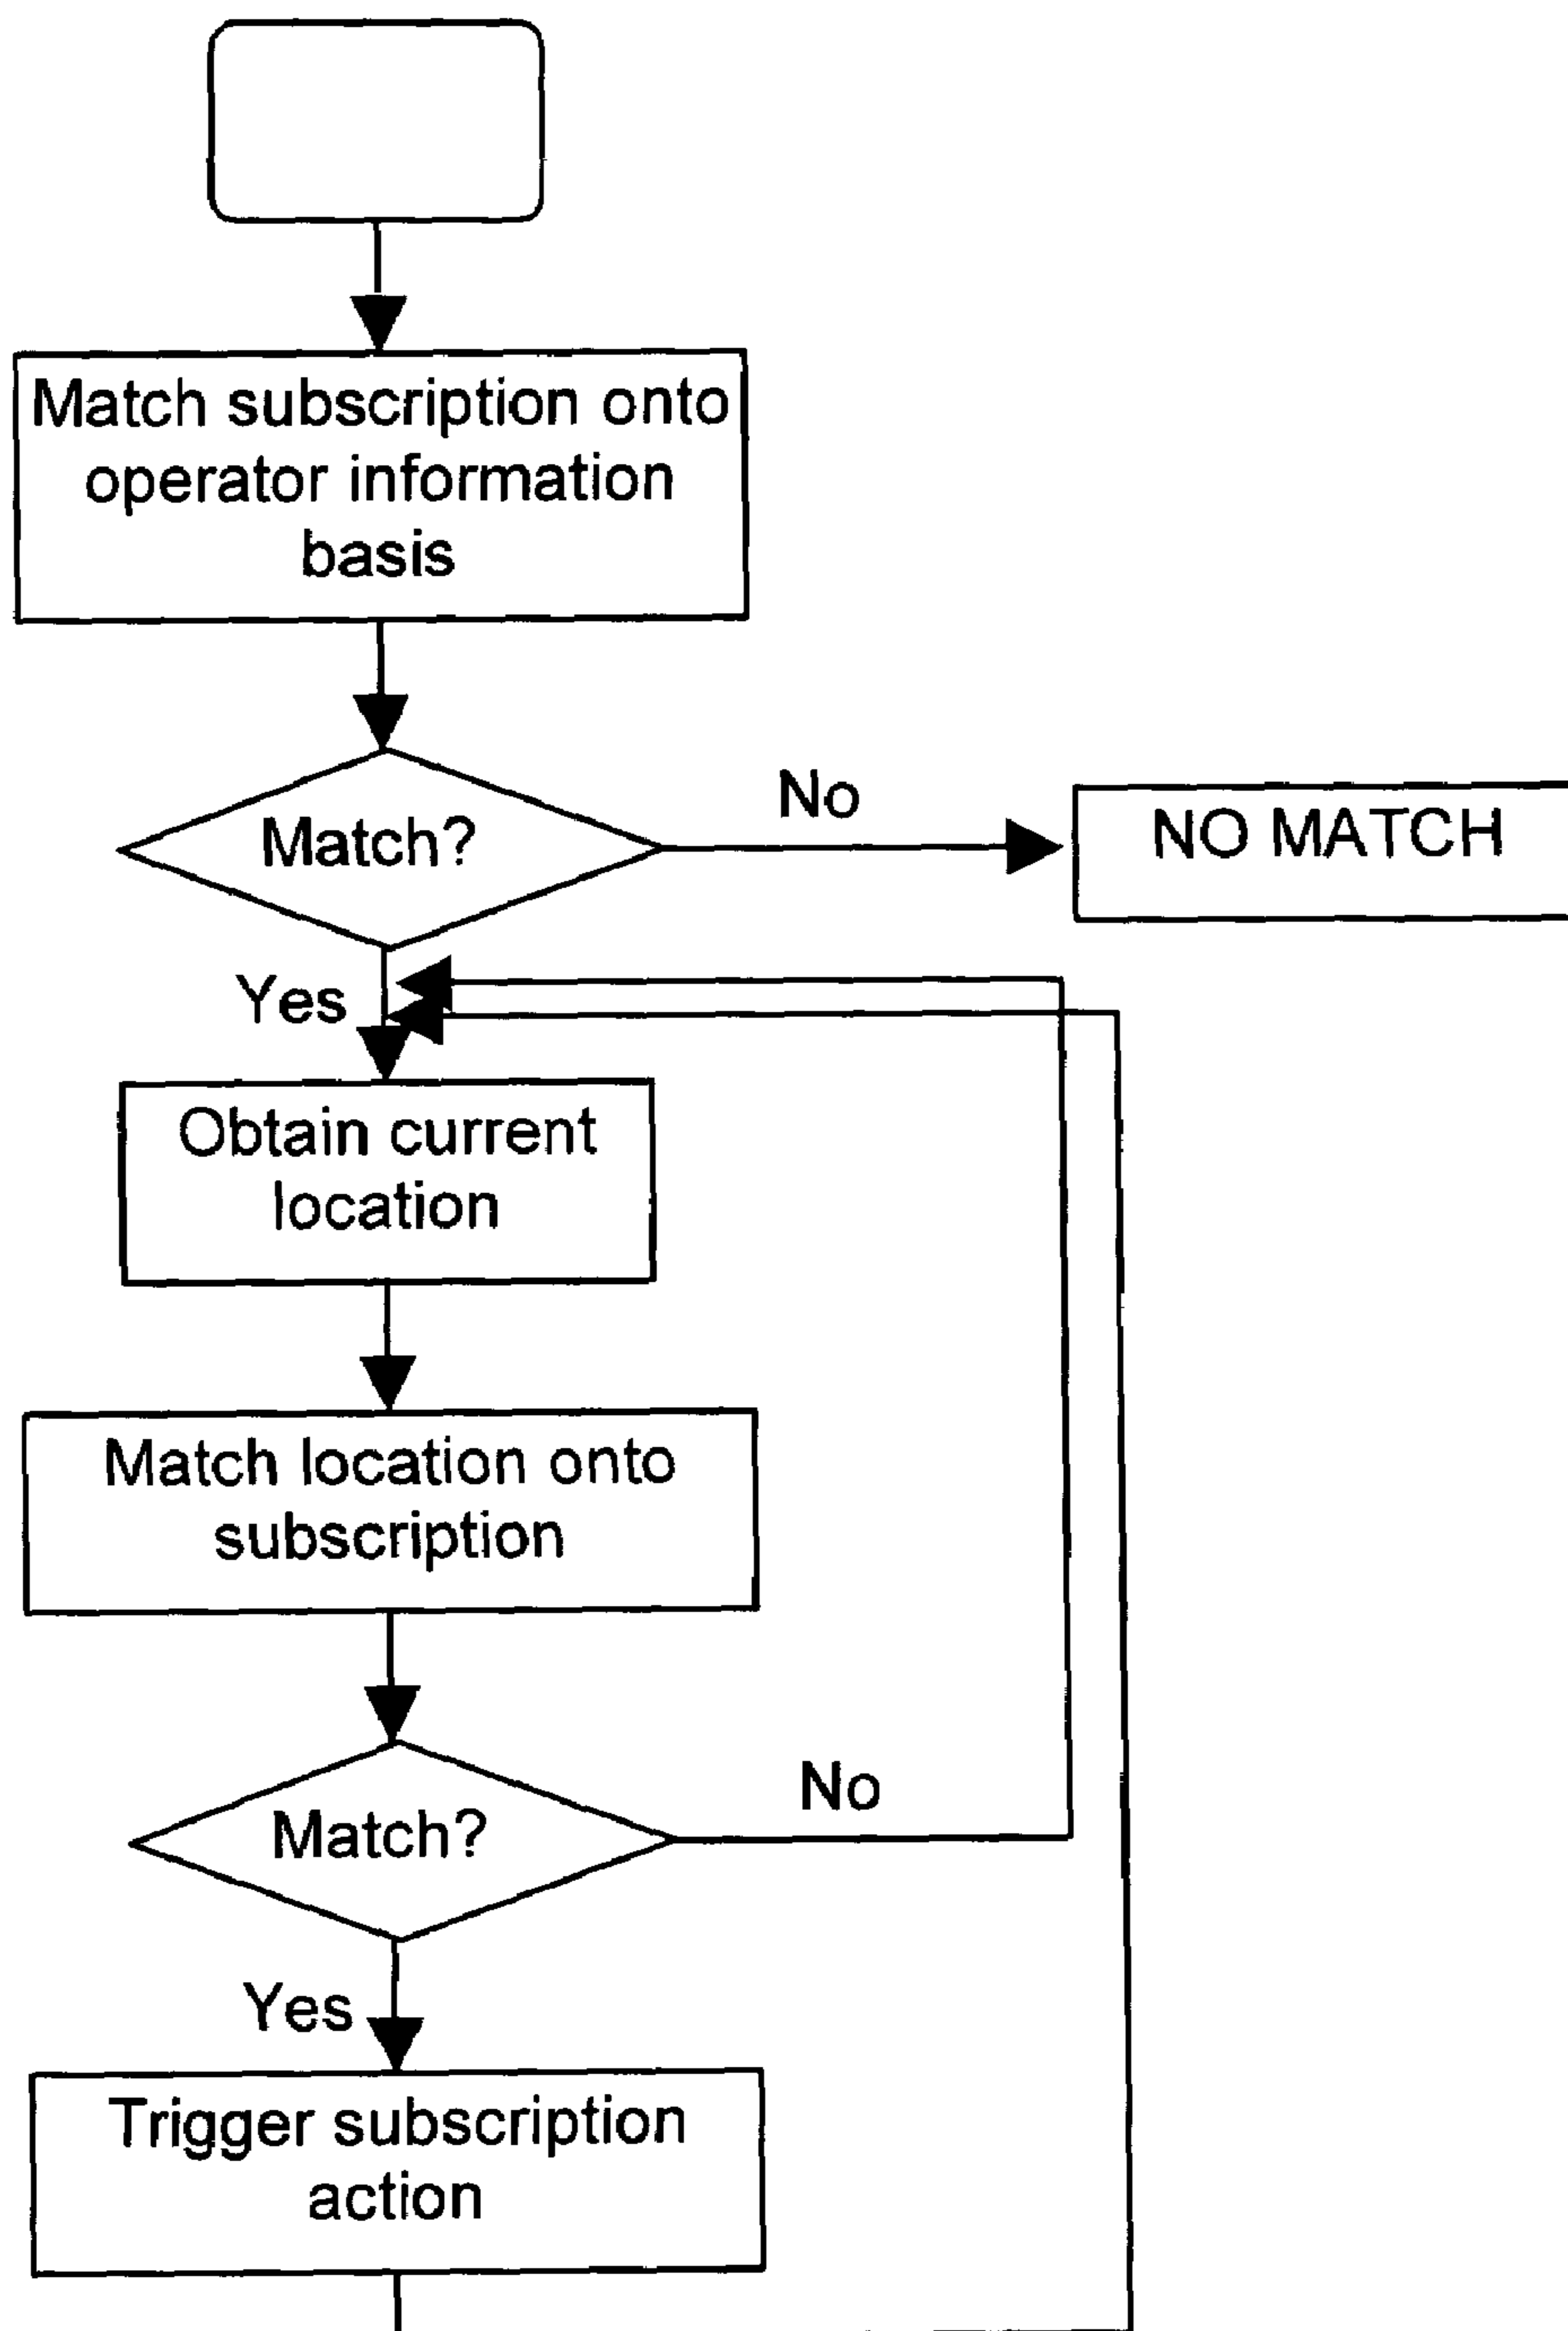 Match subscription onto
operator information
basis
Match?
No
NO MATCH
Yes
Obtain current
location
Match location onto
subscription
Match?
No
Yes
Trigger subscription
action